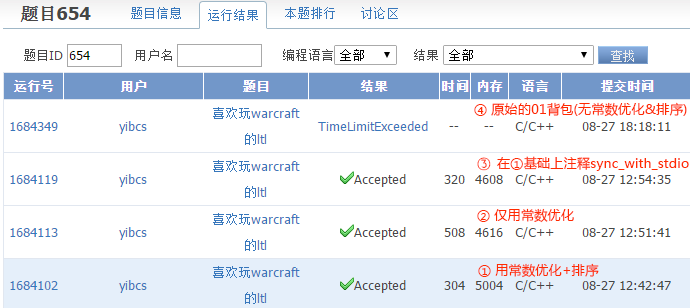 题目654 题目信息 运行结果 本题排行 讨论区
题目ID 654 用户名 编程语言 全部 结果 全部 查找
运行号 用户 题目 结果 时间 内存 语言 提交时间
④ 原始的01背包(无常数优化&排序)
喜欢玩warcraft
1684349 yibcs TimeLimitExceeded -- -- C/C++ 08-27 18:18:11
的ltl
③ 在①基础上注释sync_with_stdio
喜欢玩warcraft
1684119 yibcs Accepted 320 4608 C/C++ 08-27 12:54:35
的ltl
② 仅用常数优化
喜欢玩warcraft
1684113 yibcs Accepted 508 4616 C/C++ 08-27 12:51:41
的ltl
① 用常数优化+排序
喜欢玩warcraft
1684102 yibcs Accepted 304 5004 C/C++ 08-27 12:42:47
的ltl